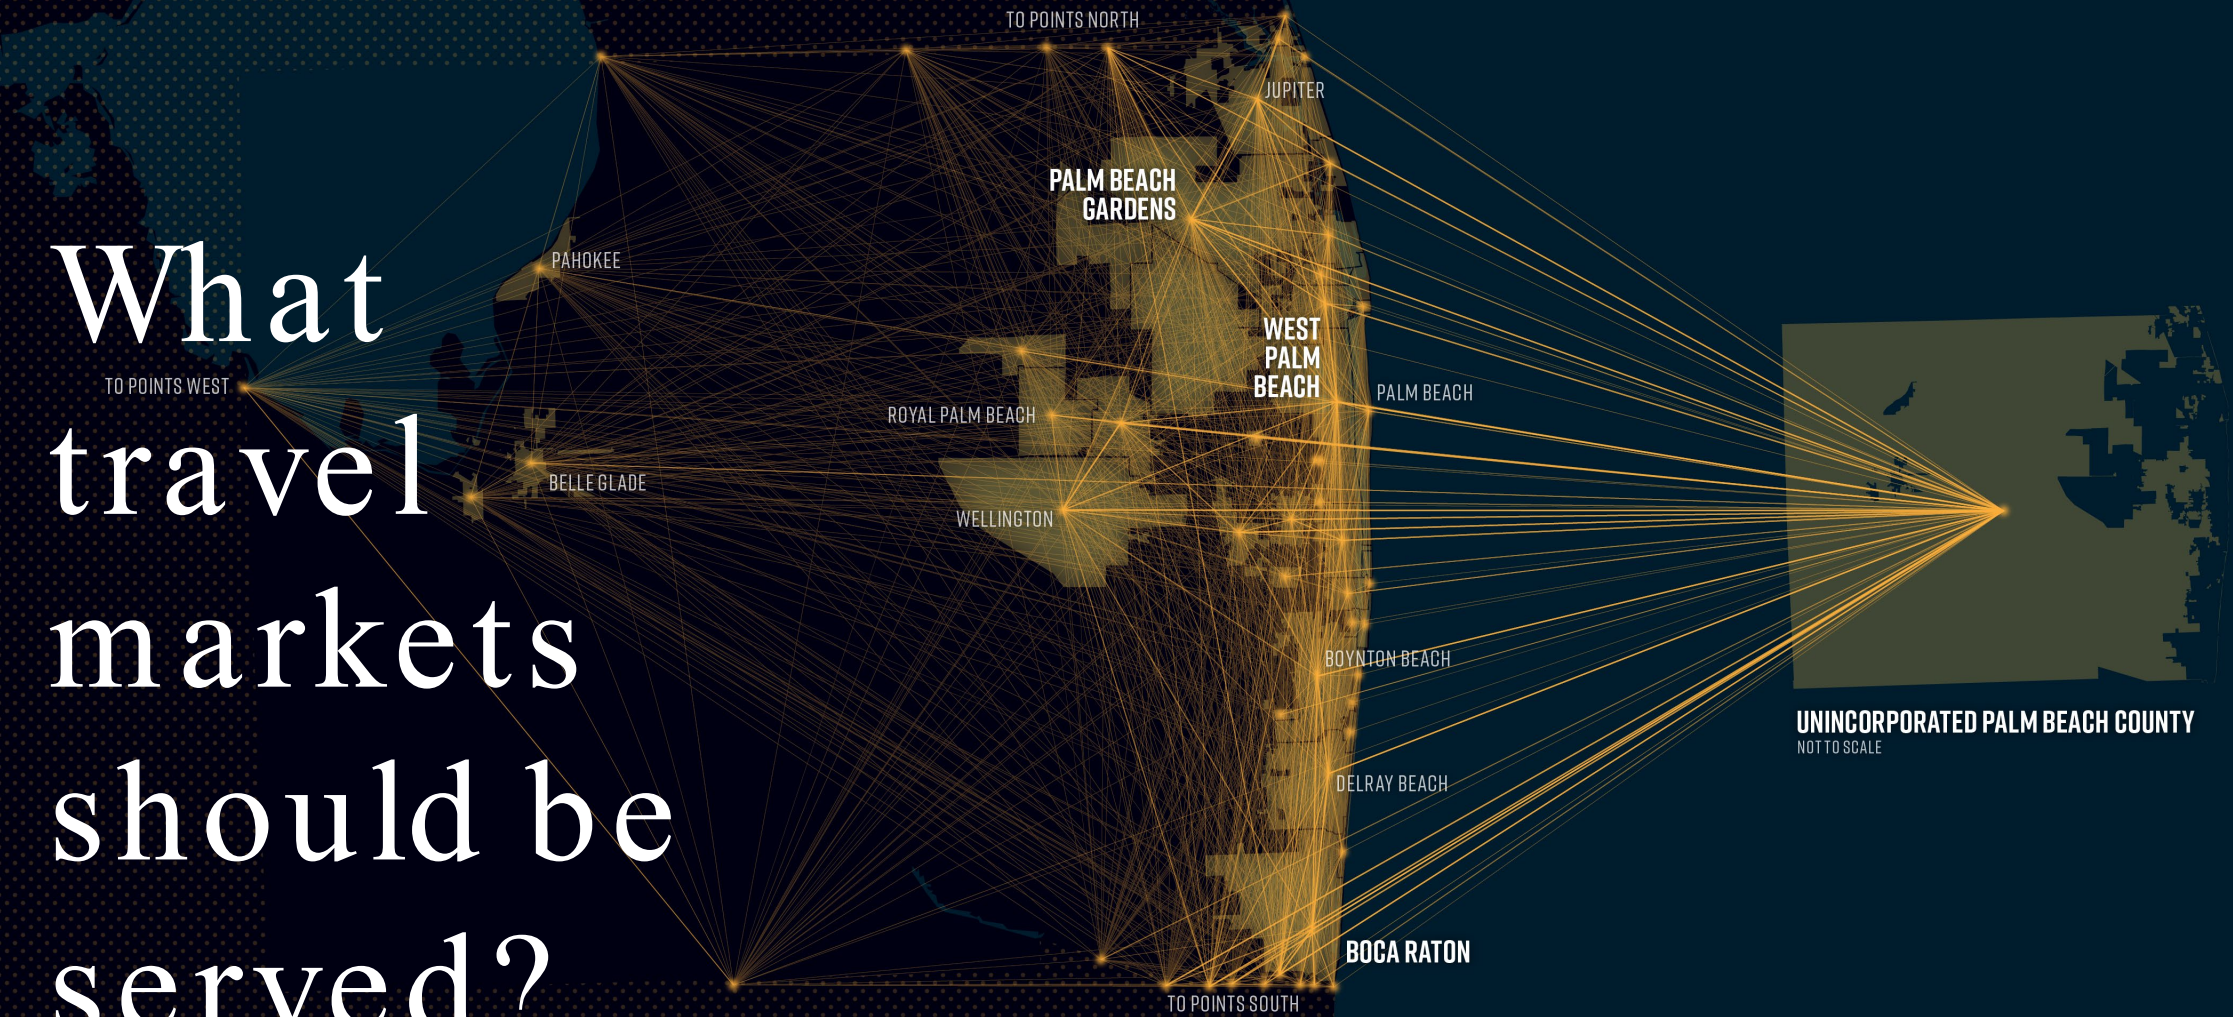 What
travel
markets
should be
served?
TO POINTS NORTH
JUPITER
PALM BEACH
GARDENS
PAHOKEE
WEST
PALM
BEACH
TO POINTS WEST
PALM BEACH
ROYAL PALM BEACH
BELLE GLADE
WELLINGTON
BOYNTON BEACH
UNINCORPORATED PALM BEACH COUNTY
NOT TO SCALE
DELRAY BEACH
BOCA RATON
TO POINTS SOUTH